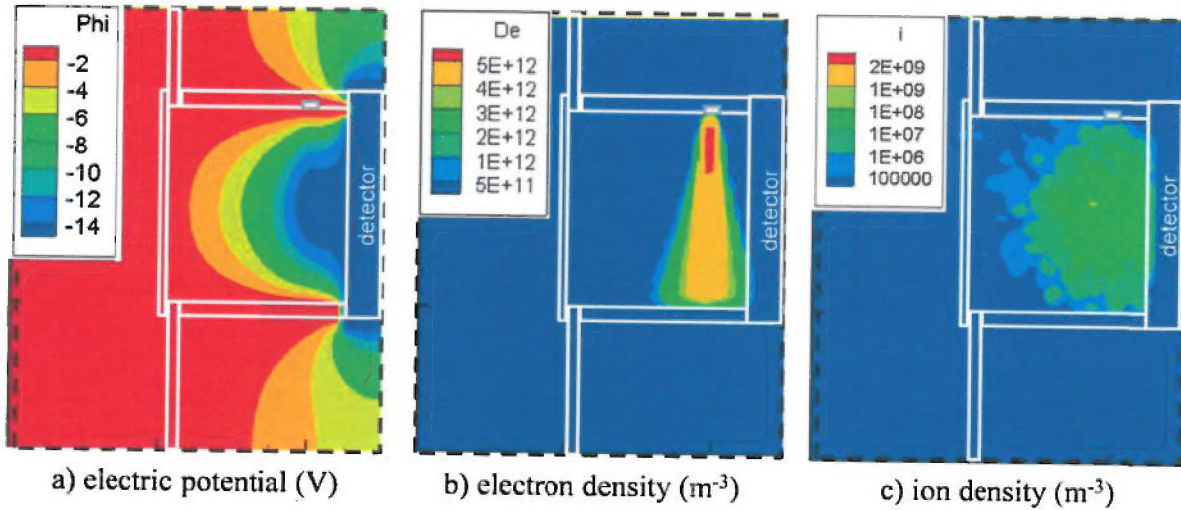 Phi
-2
-4
-6
-8
-10
-12
-14
detector
a) electric potential (V)
De
5E+12
4E+12
3E+12
2E+12
1E+12
5E+11
detector
b) electron density (m⁻³)
i
2E+09
1E+09
1E+08
1E+07
1E+06
100000
detector
c) ion density (m⁻³)